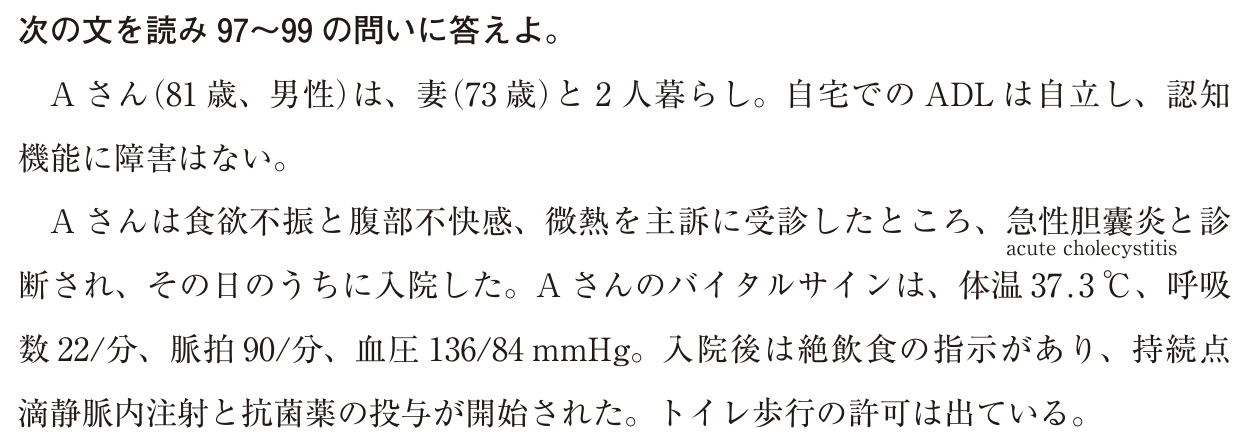 次の文を読み 97~99 の問いに答えよ。
A さん(81 歳、男性)は、妻(73 歳)と 2 人暮らし。自宅での ADL は自立し、認知
機能に障害はない。
A さんは食欲不振と腹部不快感、微熱を主訴に受診したところ、急性胆囊炎と診
acute cholecystitis
断され、その日のうちに入院した。A さんのバイタルサインは、体温 37.3 ℃、呼吸
数 22/分、脈拍 90/分、血圧 136/84 mmHg。入院後は絶飲食の指示があり、持続点
滴静脈内注射と抗菌薬の投与が開始された。トイレ歩行の許可は出ている。